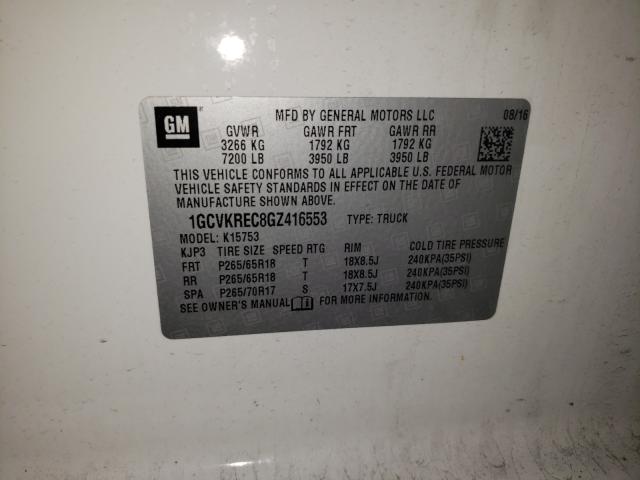 GM
MFD BY GENERAL MOTORS LLC 08/16
GVWR GAWR FRT GAWR RR
3266 KG 1792 KG 1792 KG
7200 LB 3950 LB 3950 LB
THIS VEHICLE CONFORMS TO ALL APPLICABLE U.S. FEDERAL MOTOR
VEHICLE SAFETY STANDARDS IN EFFECT ON THE DATE OF
MANUFACTURE SHOWN ABOVE.
1GCVKREC8GZ416553 TYPE: TRUCK
MODEL: K15753
KJP3 TIRE SIZE SPEED RTG RIM COLD TIRE PRESSURE
FRT P265/65R18 T 18X8.5J 240KPA(35PSI)
RR P265/65R18 T 18X8.5J 240KPA(35PSI)
SPA P265/70R17 S 17X7.5J 240KPA(35PSI)
SEE OWNER'S MANUAL